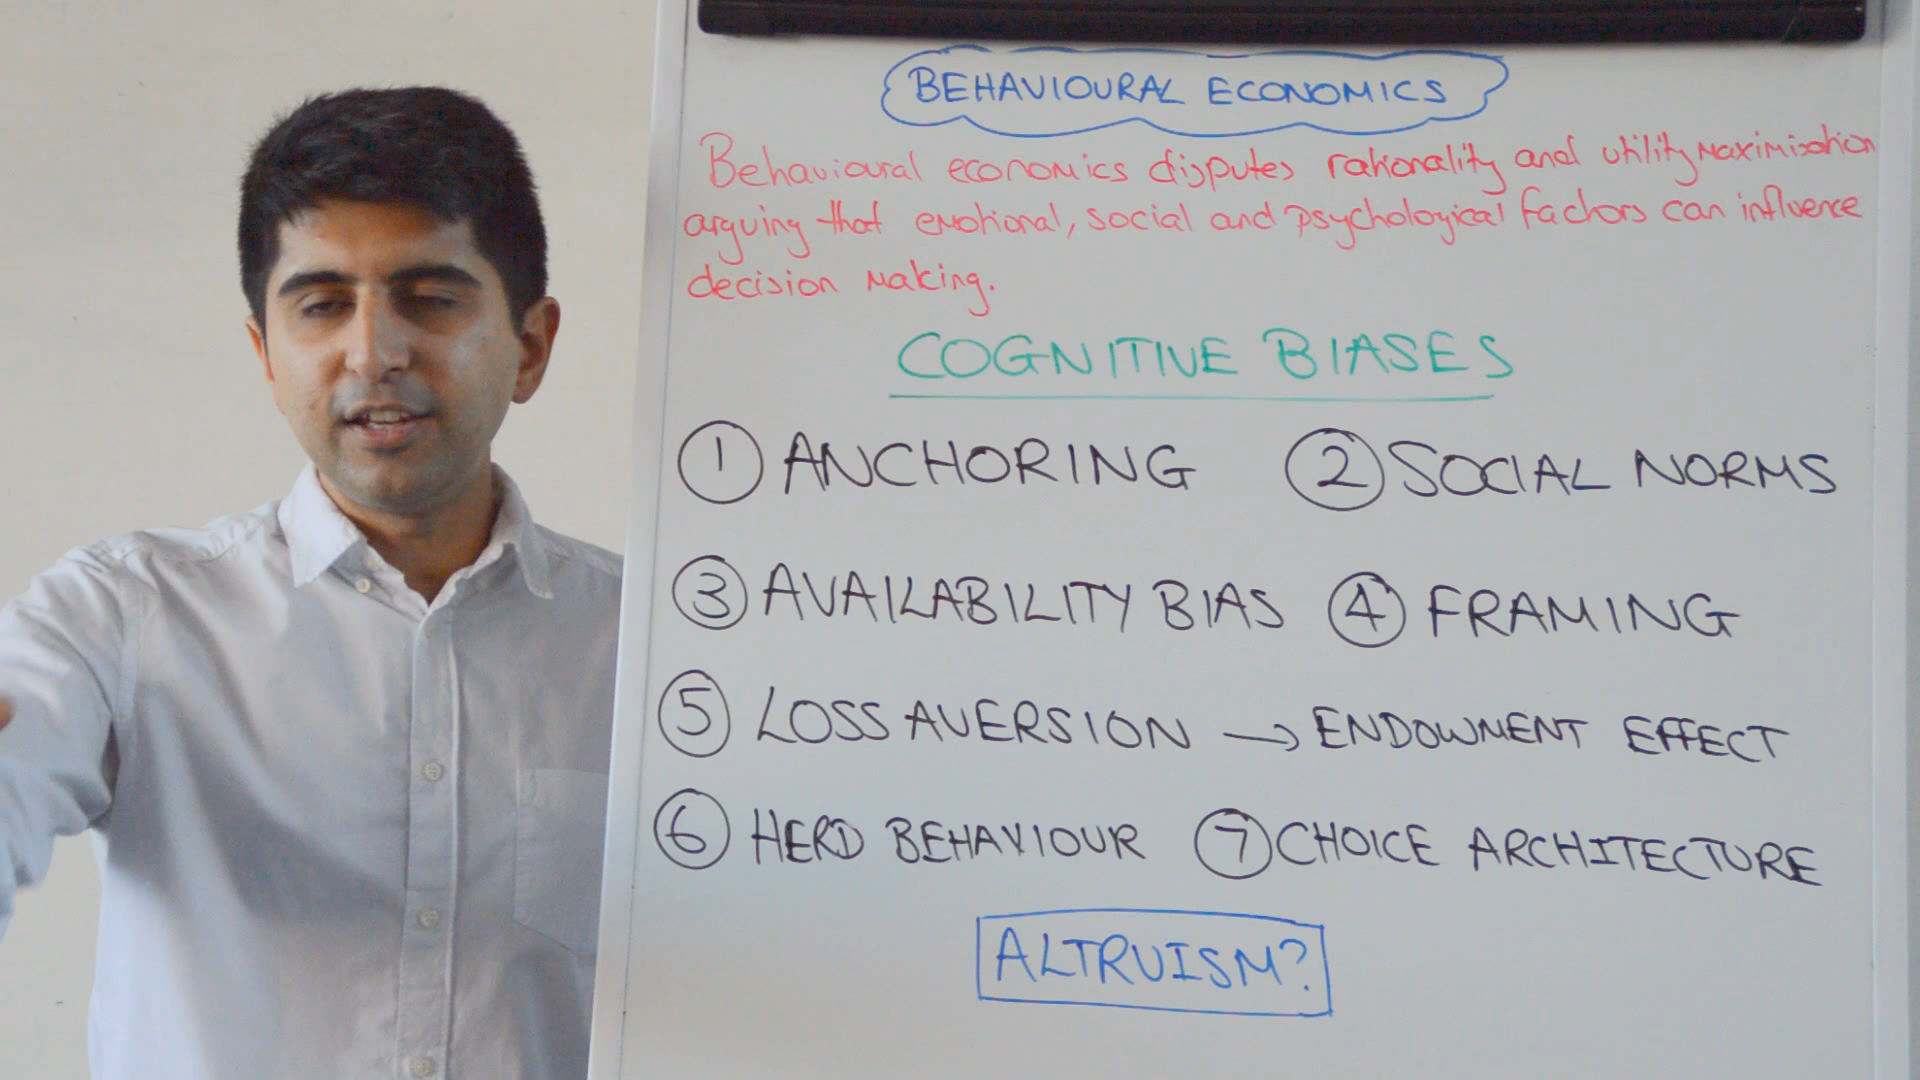 BEHAVIOURAL ECONOMICS
Behavioural economics disputes rationality and utility maximisation
arguing that emotional, social and psychological factors can influence
decision making.
COGNITIVE BIASES
1 ANCHORING 2 SOCIAL NORMS
3 AVAILABILITY BIAS 4 FRAMING
5 LOSS AVERSION → ENDOWMENT EFFECT
6 HERD BEHAVIOUR 7 CHOICE ARCHITECTURE
ALTRUISM?